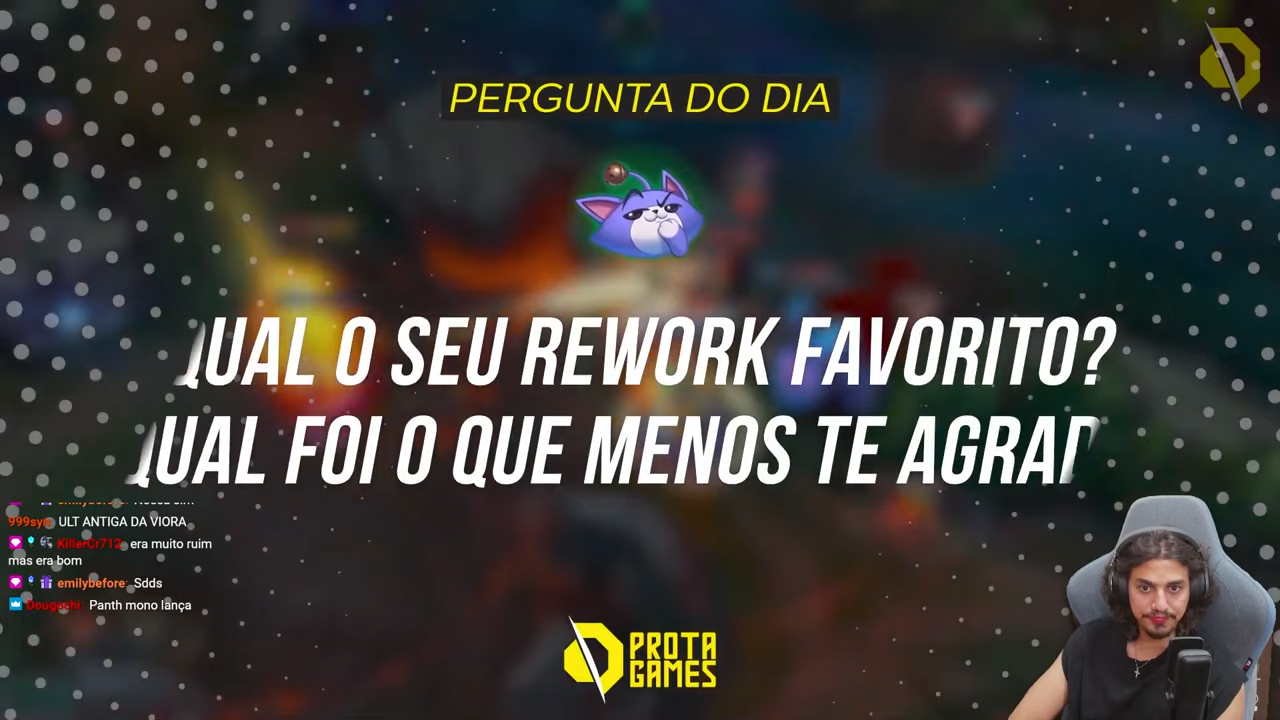 PERGUNTA DO DIA
QUAL O SEU REWORK FAVORITO?
QUAL FOI O QUE MENOS TE AGRAD
999syn: ULT ANTIGA DA VIORA
KillerCr712: era muito ruim
mas era bom
emilybefore: Sdds
Panth mono lança
PROTA
GAMES